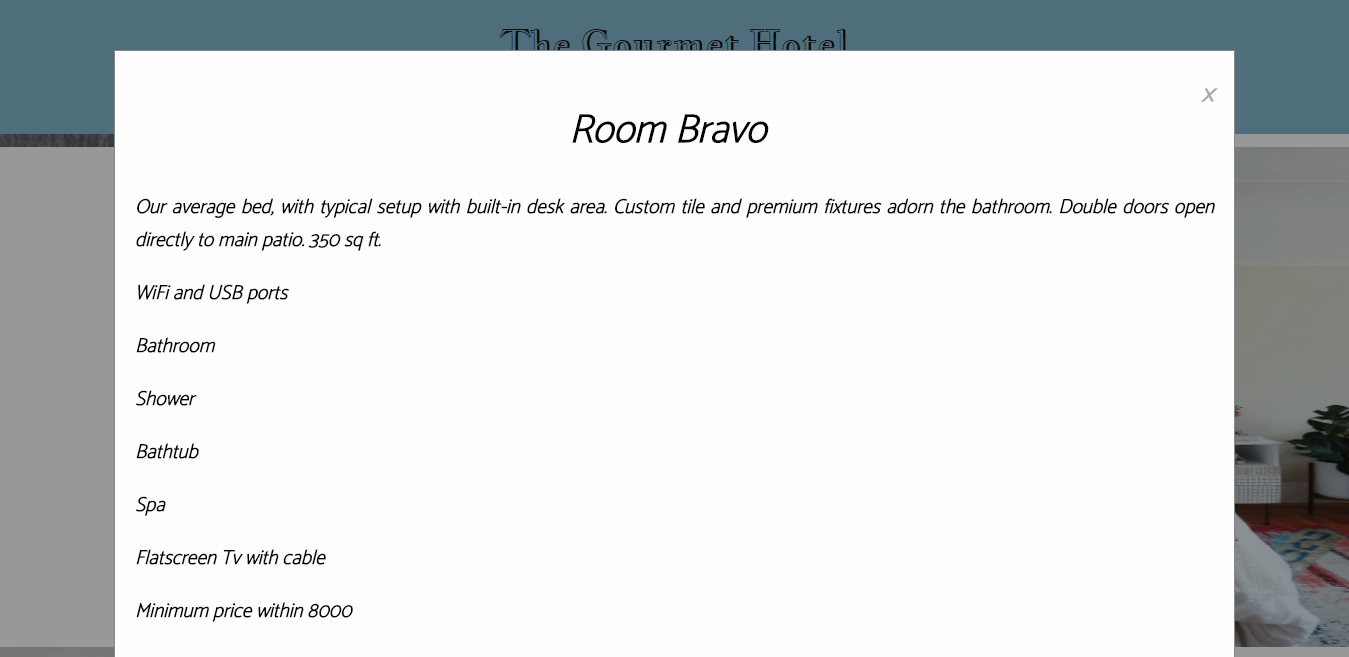 The Gourmet Hotel
x
Room Bravo
Our average bed, with typical setup with built-in desk area. Custom tile and premium fixtures adorn the bathroom. Double doors open
directly to main patio. 350 sq ft.
WiFi and USB ports
Bathroom
Shower
Bathtub
Spa
Flatscreen Tv with cable
Minimum price within 8000